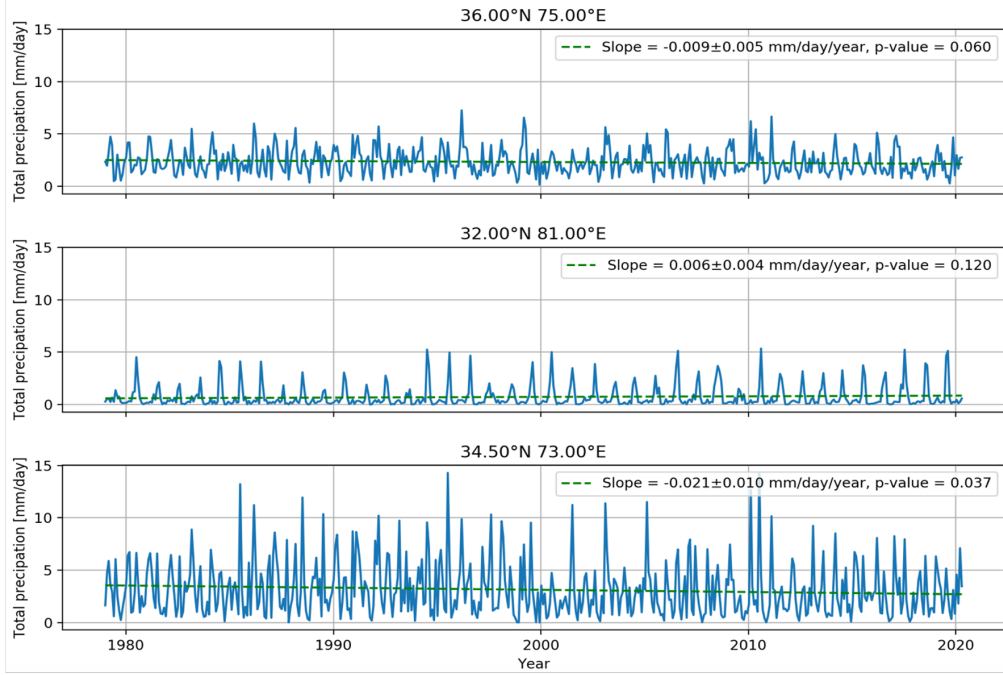 36.00°N 75.00°E
Total precipation [mm/day]
15
10
5
0
Slope = -0.009±0.005 mm/day/year, p-value = 0.060
32.00°N 81.00°E
Total precipation [mm/day]
15
10
5
0
Slope = 0.006±0.004 mm/day/year, p-value = 0.120
34.50°N 73.00°E
Total precipation [mm/day]
15
10
5
0
Slope = -0.021±0.010 mm/day/year, p-value = 0.037
1980 1990 2000 2010 2020
Year